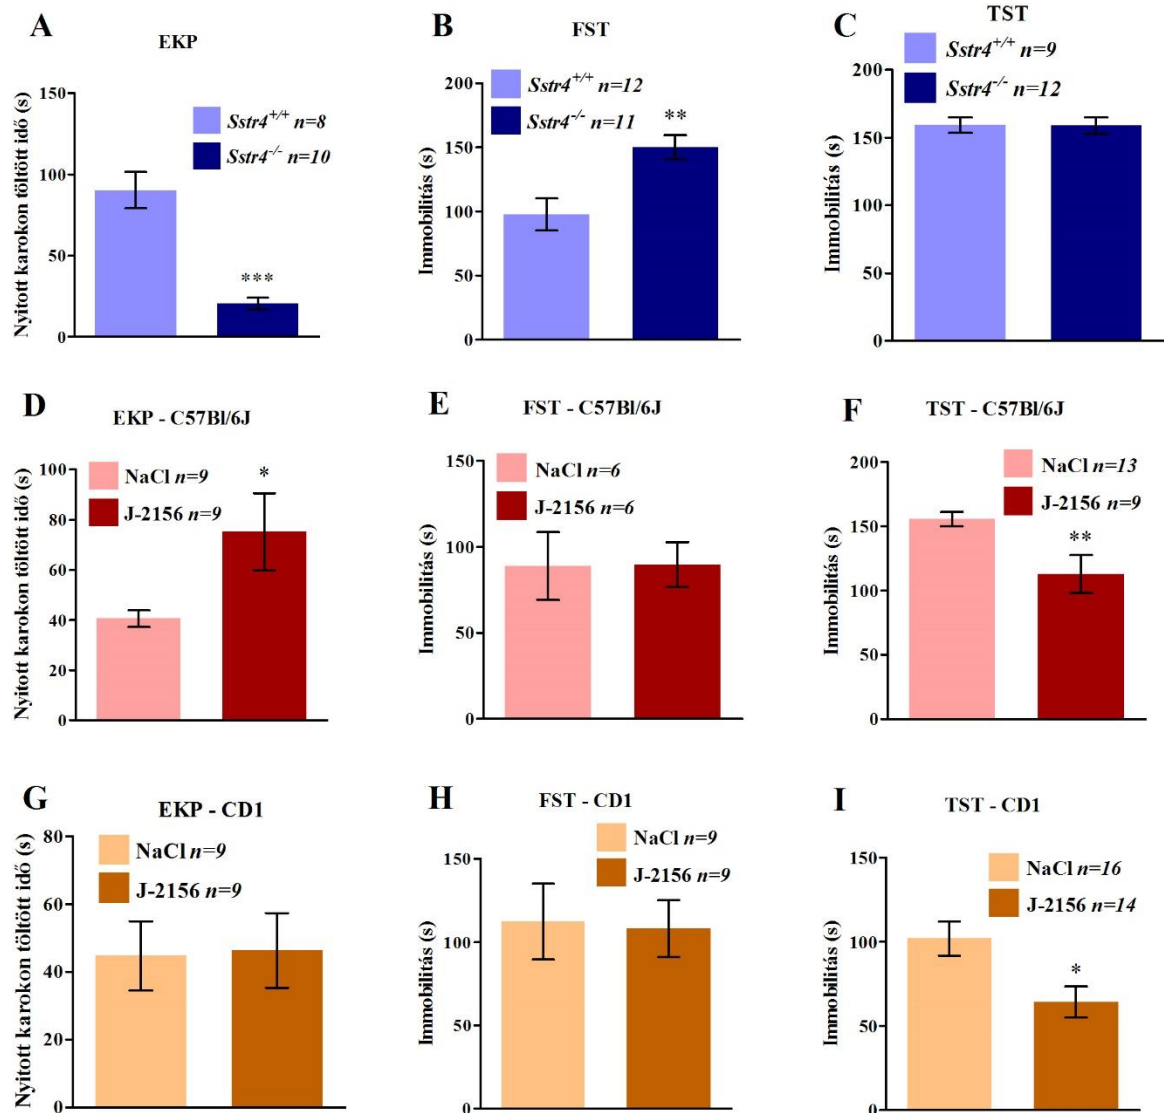 A
EKP
Nyitott karokon töltött idő (s)
150
100
50
0
Sstr4+/+ n=8
Sstr4-/- n=10
***
B
FST
Immobilitás (s)
200
150
100
50
0
Sstr4+/+ n=12
Sstr4-/- n=11
**
C
TST
Immobilitás (s)
200
150
100
50
0
Sstr4+/+ n=9
Sstr4-/- n=12
D
EKP - C57Bl/6J
Nyitott karokon töltött idő (s)
100
80
60
40
20
0
NaCl n=9
J-2156 n=9
*
E
FST - C57Bl/6J
Immobilitás (s)
150
100
50
0
NaCl n=6
J-2156 n=6
F
TST - C57Bl/6J
Immobilitás (s)
200
150
100
50
0
NaCl n=13
J-2156 n=9
**
G
EKP - CD1
Nyitott karokon töltött idő (s)
80
60
40
20
0
NaCl n=9
J-2156 n=9
H
FST - CD1
Immobilitás (s)
150
100
50
0
NaCl n=9
J-2156 n=9
I
TST - CD1
Immobilitás (s)
150
100
50
0
NaCl n=16
J-2156 n=14
*